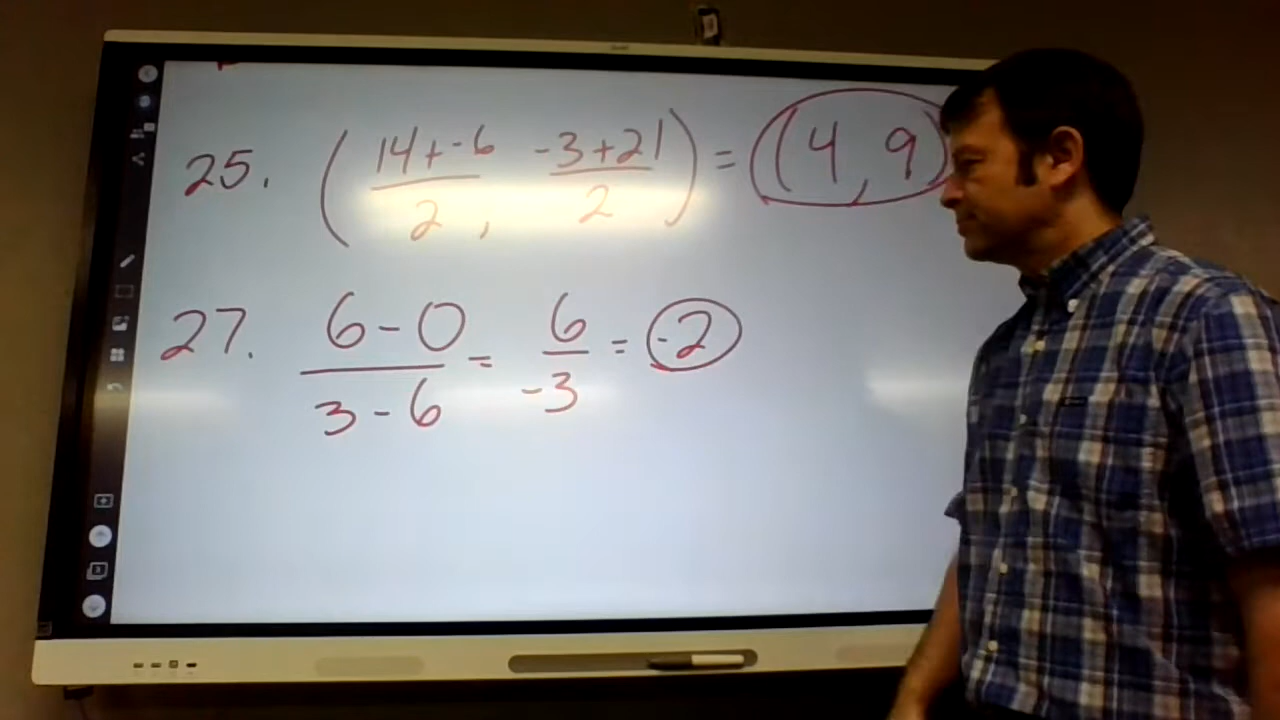 25. (14+-6/2, -3+21/2) = (4, 9)
27. 6-0/3-6 = 6/-3 = -2